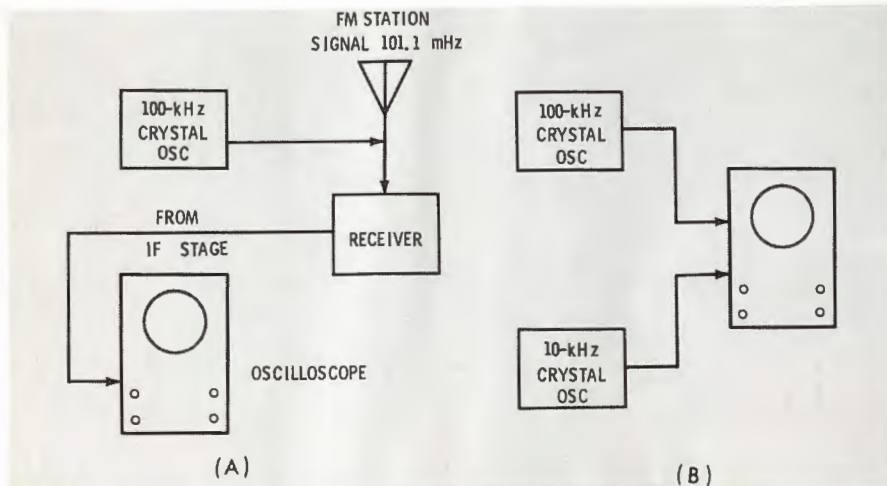 FM STATION
SIGNAL 101.1 mHz
100-kHz
CRYSTAL
OSC
FROM
IF STAGE
RECEIVER
OSCILLOSCOPE
(A)
100-kHz
CRYSTAL
OSC
10-kHz
CRYSTAL
OSC
(B)